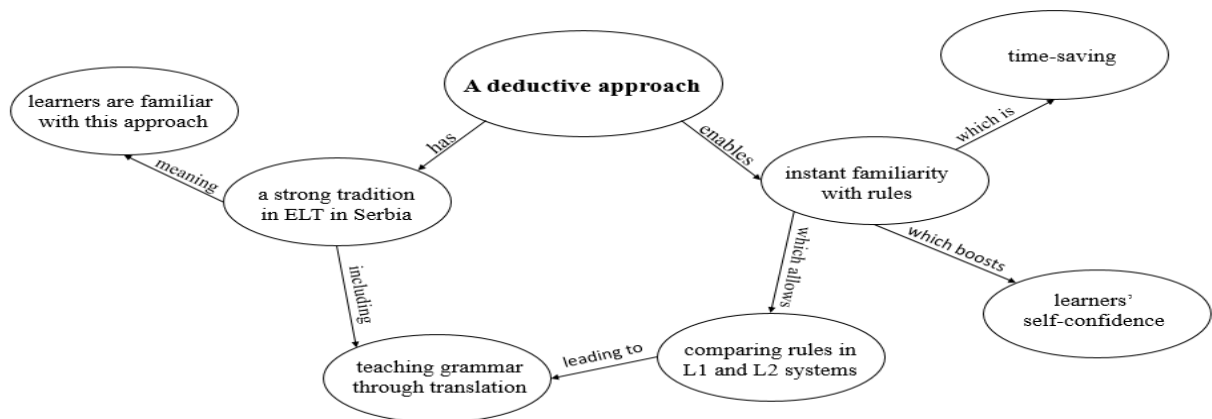 A deductive approach
has
enables
a strong tradition
in ELT in Serbia
meaning
learners are familiar
with this approach
including
teaching grammar
through translation
instant familiarity
with rules
which is
time-saving
which boosts
learners’
self-confidence
which allows
comparing rules in
L1 and L2 systems
leading to